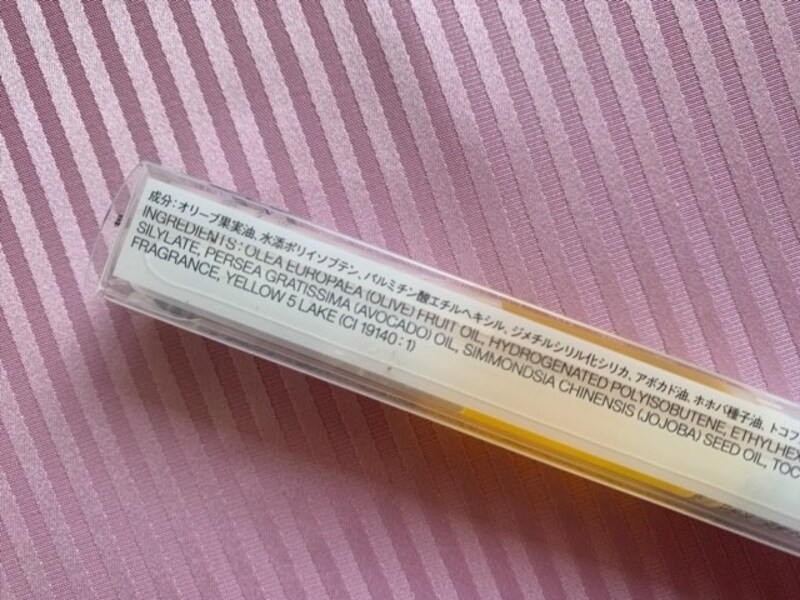 成分:オリーブ果実油、水添ポリイソブテン、パルミチン酸エチルヘキシル、ジメチルシリル化シリカ、アボカド油、ホホバ種子油、トコフ
INGREDIENTS : OLEA EUROPAEA (OLIVE) FRUIT OIL, HYDROGENATED POLYISOBUTENE, ETHYLHEX
SILYLATE, PERSEA GRATISSIMA (AVOCADO) OIL, SIMMONDSIA CHINENSIS (JOJOBA) SEED OIL, TOC
FRAGRANCE, YELLOW 5 LAKE (CI 19140 : 1)